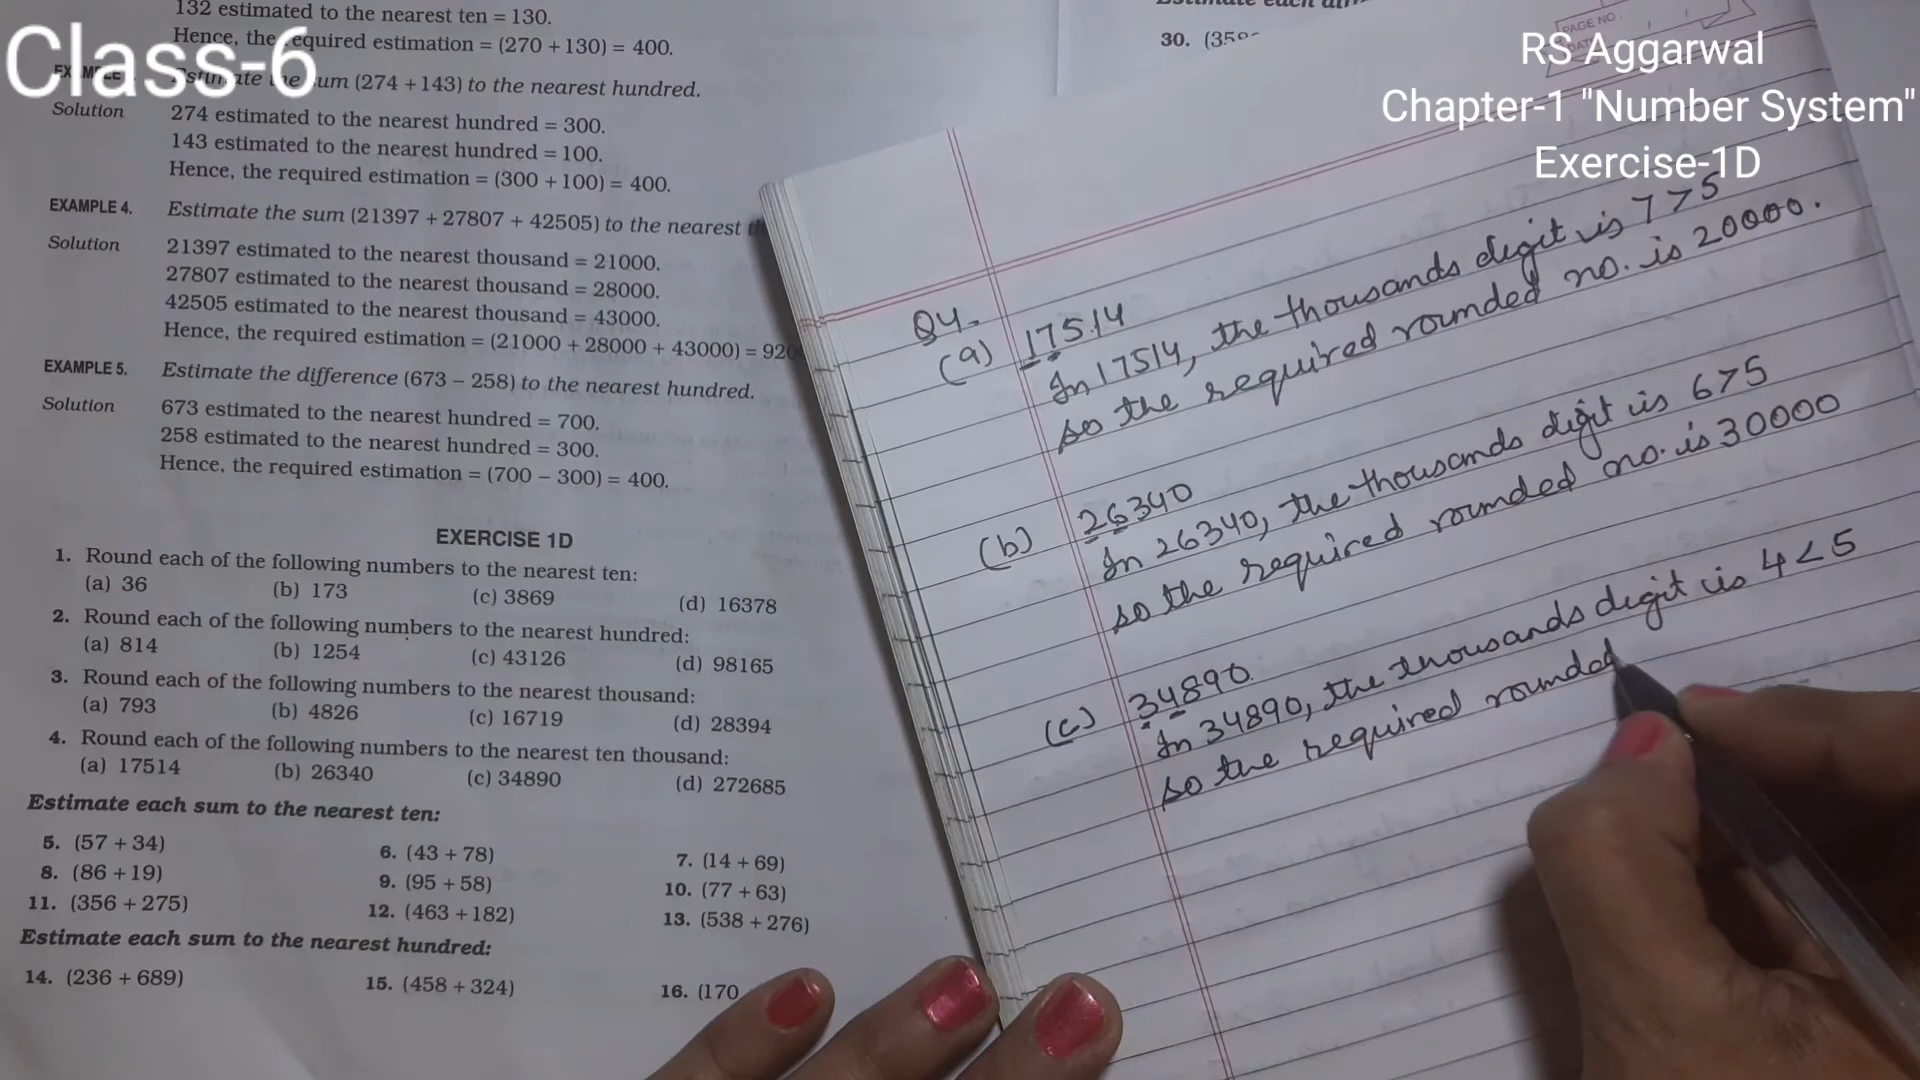 132 estimated to the nearest ten = 130.
Hence, the required estimation = (270 + 130) = 400.
Class-6
Estimate the sum (274 + 143) to the nearest hundred.
Solution 274 estimated to the nearest hundred = 300.
143 estimated to the nearest hundred = 100.
Hence, the required estimation = (300 + 100) = 400.
EXAMPLE 4. Estimate the sum (21397 + 27807 + 42505) to the nearest
Solution 21397 estimated to the nearest thousand = 21000.
27807 estimated to the nearest thousand = 28000.
42505 estimated to the nearest thousand = 43000.
Hence, the required estimation = (21000 + 28000 + 43000) = 920
EXAMPLE 5. Estimate the difference (673 – 258) to the nearest hundred.
Solution 673 estimated to the nearest hundred = 700.
258 estimated to the nearest hundred = 300.
Hence, the required estimation = (700 – 300) = 400.
EXERCISE 1D
1. Round each of the following numbers to the nearest ten:
(a) 36 (b) 173 (c) 3869 (d) 16378
2. Round each of the following numbers to the nearest hundred:
(a) 814 (b) 1254 (c) 43126 (d) 98165
3. Round each of the following numbers to the nearest thousand:
(a) 793 (b) 4826 (c) 16719 (d) 28394
4. Round each of the following numbers to the nearest ten thousand:
(a) 17514 (b) 26340 (c) 34890 (d) 272685
Estimate each sum to the nearest ten:
5. (57 + 34) 6. (43 + 78) 7. (14 + 69)
8. (86 + 19) 9. (95 + 58) 10. (77 + 63)
11. (356 + 275) 12. (463 + 182) 13. (538 + 276)
Estimate each sum to the nearest hundred:
14. (236 + 689) 15. (458 + 324) 16. (170
30.
PAGE NO :
RS Aggarwal
Chapter-1 "Number System"
Exercise-1D
Q4.
(a) 17514
In 17514, the thousands digit is 7 > 5
so the required rounded no. is 20000.
(b) 26340
In 26340, the thousands digit is 6 > 5
so the required rounded no. is 30000
(c) 34890
In 34890, the thousands digit is 4 < 5
so the required rounded